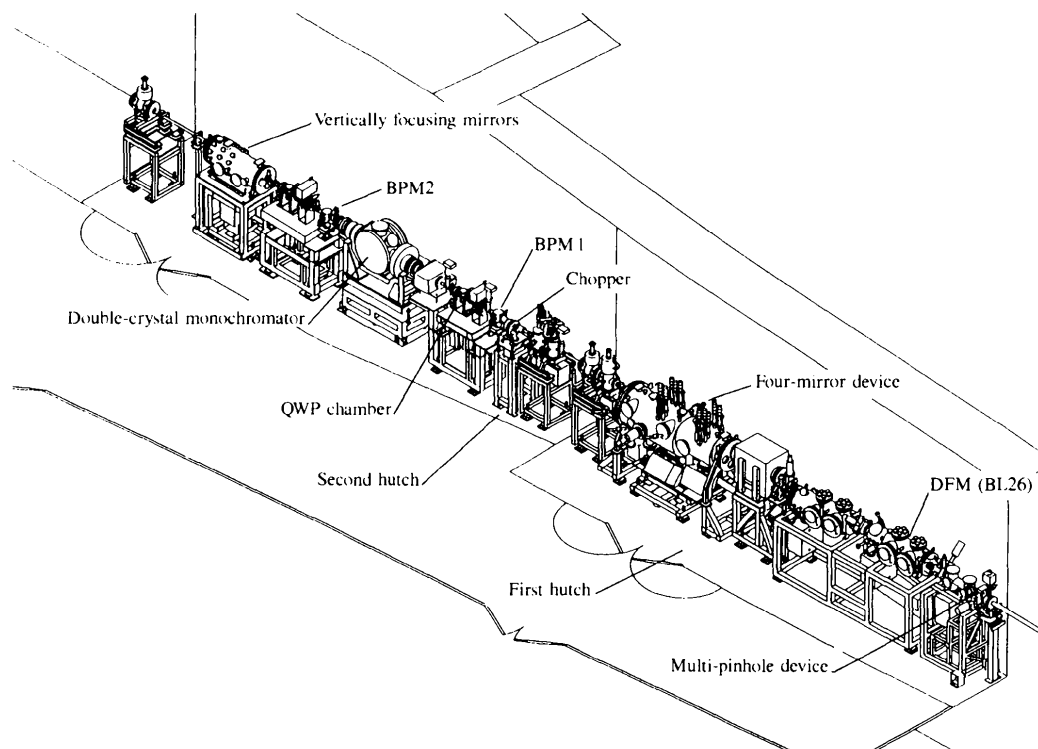 Vertically focusing mirrors
BPM2
BPM1
Chopper
Double-crystal monochromator
Four-mirror device
QWP chamber
Second hutch
DFM (BL26)
First hutch
Multi-pinhole device